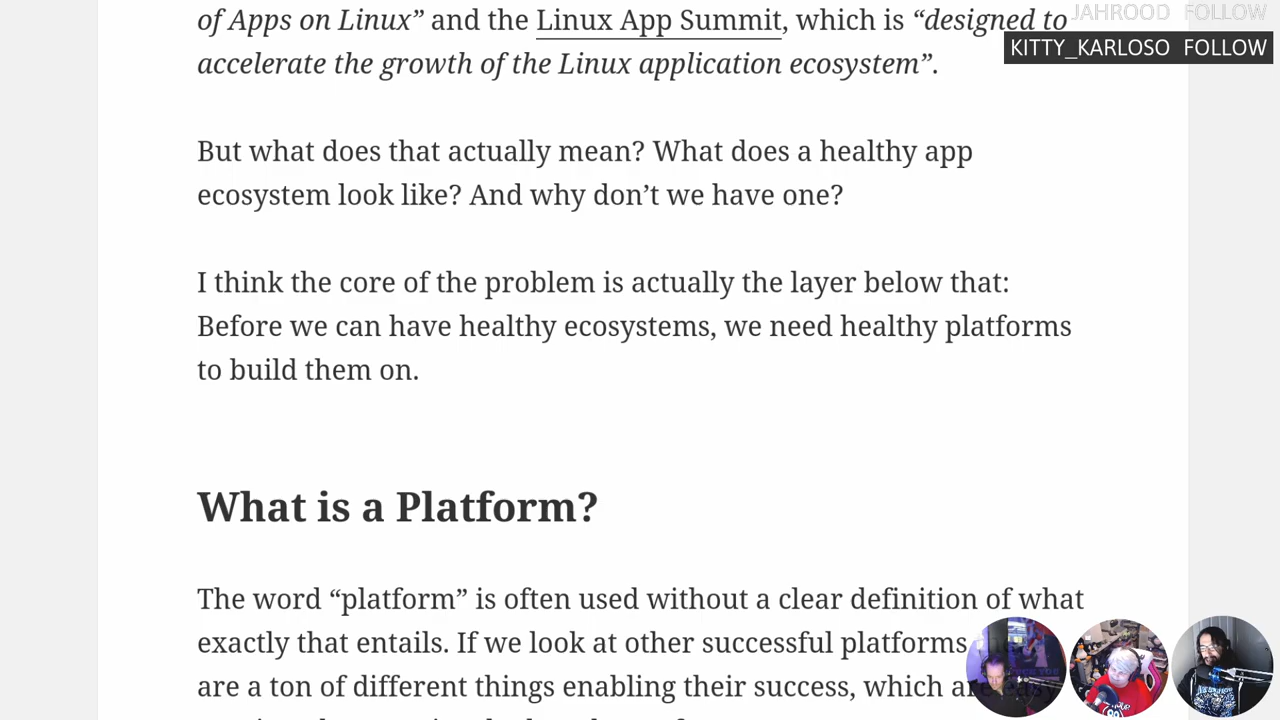 JAHROOD FOLLOW
of Apps on Linux” and the Linux App Summit, which is “designed to
KITTY_KARLOSO FOLLOW
accelerate the growth of the Linux application ecosystem”.
But what does that actually mean? What does a healthy app
ecosystem look like? And why don’t we have one?
I think the core of the problem is actually the layer below that:
Before we can have healthy ecosystems, we need healthy platforms
to build them on.
What is a Platform?
The word “platform” is often used without a clear definition of what
exactly that entails. If we look at other successful platforms
are a ton of different things enabling their success, which are